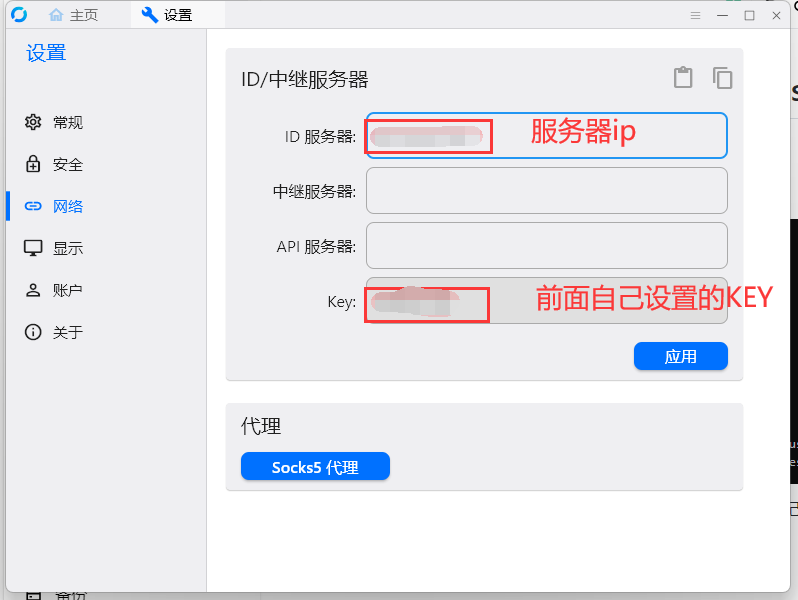 主页
设置
设置
常规
安全
网络
显示
账户
关于
ID/中继服务器
ID 服务器:
服务器ip
中继服务器:
API 服务器:
Key:
前面自己设置的KEY
应用
代理
Socks5 代理